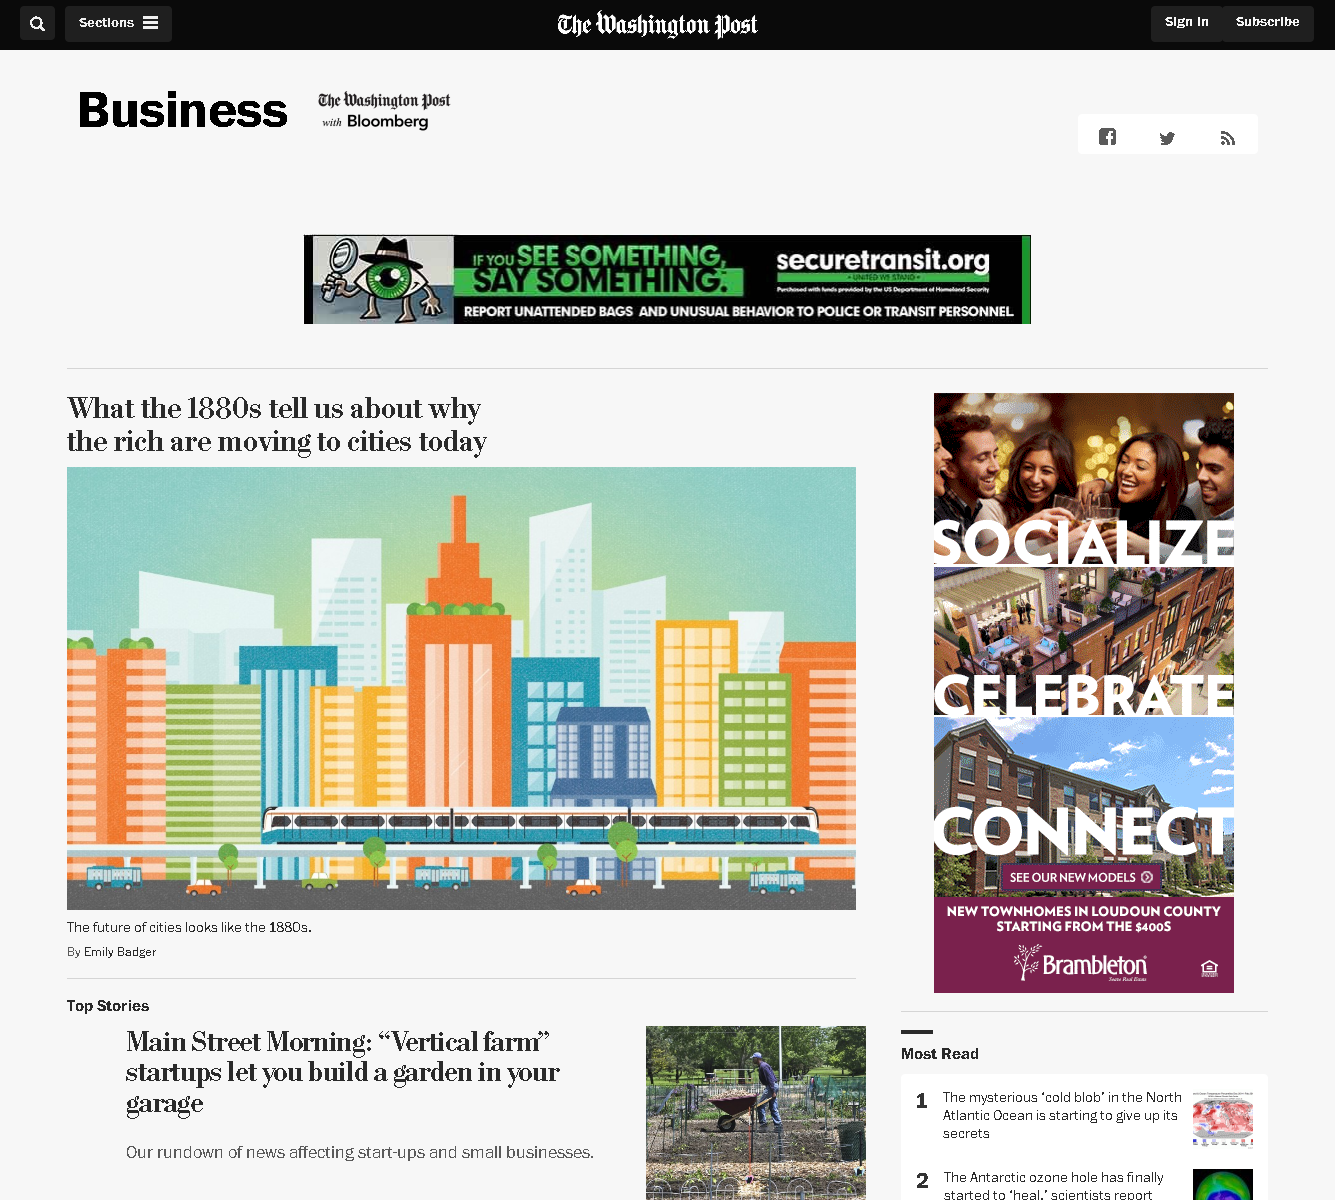 Sections
The Washington Post
Sign In
Subscribe
Business
The Washington Post
with Bloomberg
IF YOU SEE SOMETHING,
SAY SOMETHING.
securetransit.org
- UNITED WE STAND -
Purchased with funds provided by the US Department of Homeland Security
REPORT UNATTENDED BAGS AND UNUSUAL BEHAVIOR TO POLICE OR TRANSIT PERSONNEL
What the 1880s tell us about why
the rich are moving to cities today
The future of cities looks like the 1880s.
By Emily Badger
SOCIALIZE
CELEBRATE
CONNECT
SEE OUR NEW MODELS
NEW TOWNHOMES IN LOUDOUN COUNTY
STARTING FROM THE $400S
Brambleton
Top Stories
Main Street Morning: “Vertical farm”
startups let you build a garden in your
garage
Our rundown of news affecting start-ups and small businesses.
Most Read
1
The mysterious ‘cold blob’ in the North
Atlantic Ocean is starting to give up its
secrets
2
The Antarctic ozone hole has finally
started to ‘heal,’ scientists report